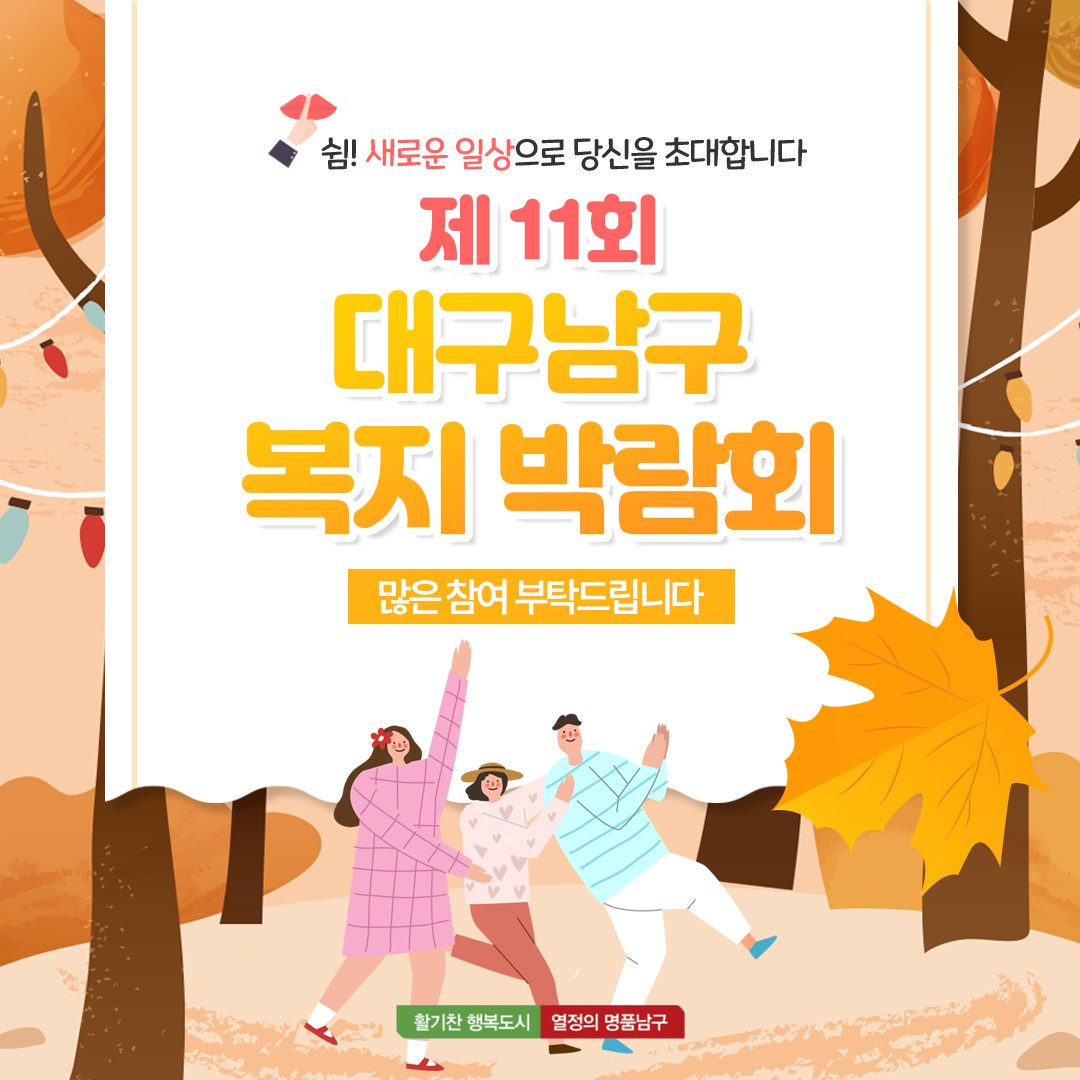 쉼! 새로운 일상으로 당신을 초대합니다
제 11회
대구남구
복지 박람회
많은 참여 부탁드립니다
활기찬 행복도시 열정의 명품남구